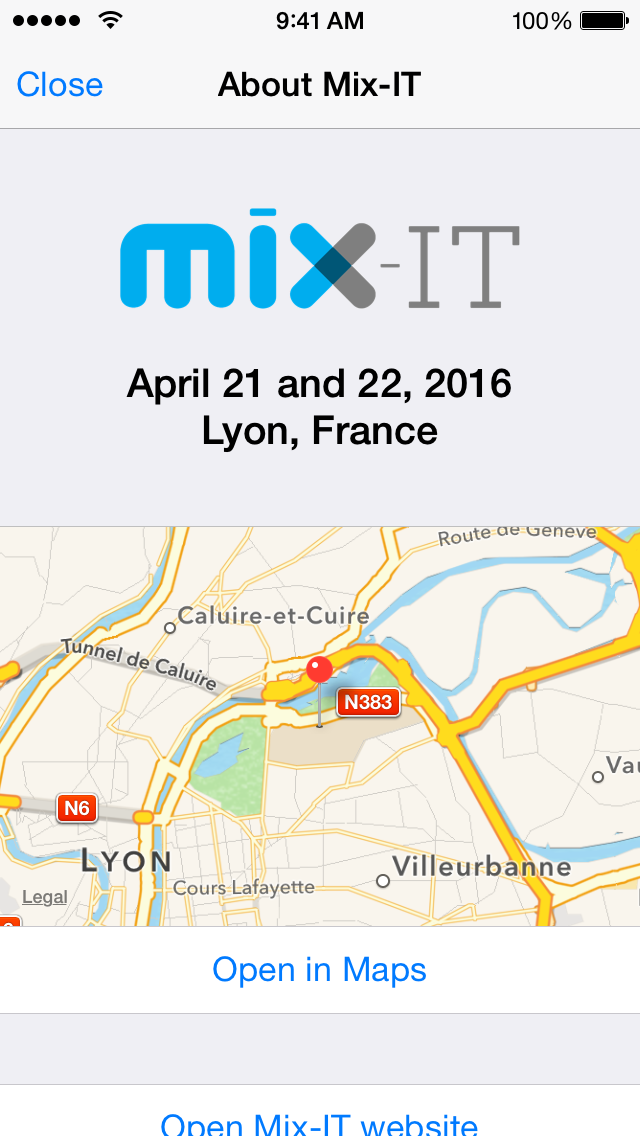 9:41 AM 100%
Close About Mix-IT
mix-IT
April 21 and 22, 2016
Lyon, France
Route de Genève
Caluire-et-Cuire
Tunnel de Caluire
N383
N6
LYON
Villeurbanne
Cours Lafayette
Legal
Open in Maps
Open Mix-IT website